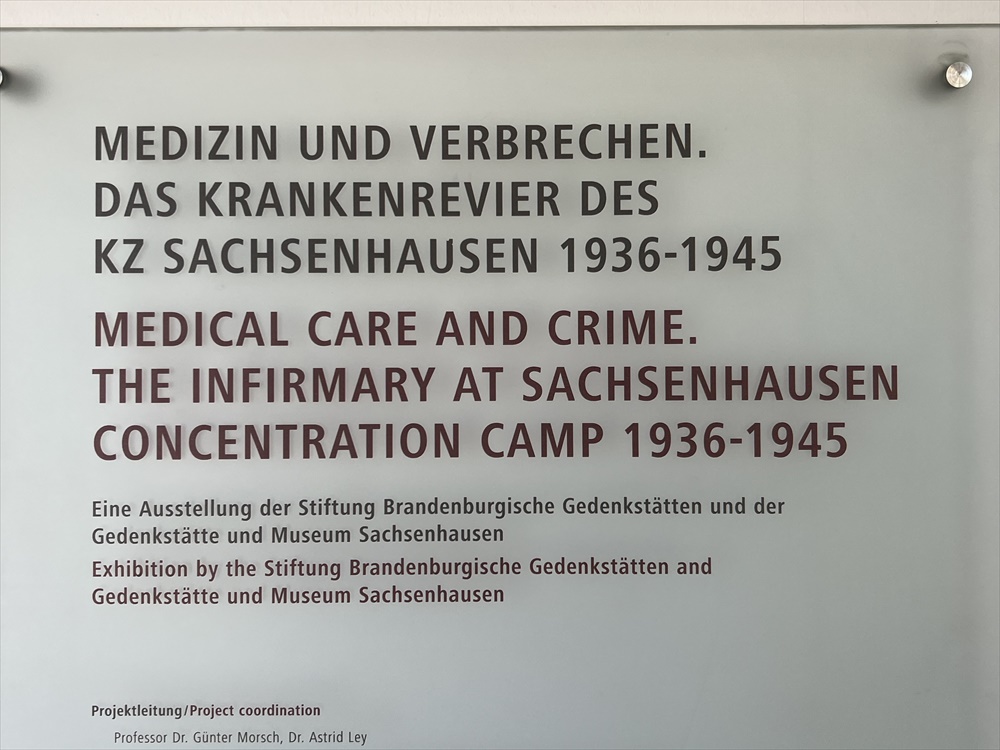 MEDIZIN UND VERBRECHEN.
DAS KRANKENREVIER DES
KZ SACHSENHAUSEN 1936-1945
MEDICAL CARE AND CRIME.
THE INFIRMARY AT SACHSENHAUSEN
CONCENTRATION CAMP 1936-1945
Eine Ausstellung der Stiftung Brandenburgische Gedenkstätten und der
Gedenkstätte und Museum Sachsenhausen
Exhibition by the Stiftung Brandenburgische Gedenkstätten and
Gedenkstätte und Museum Sachsenhausen
Projektleitung/Project coordination
Professor Dr. Günter Morsch, Dr. Astrid Ley